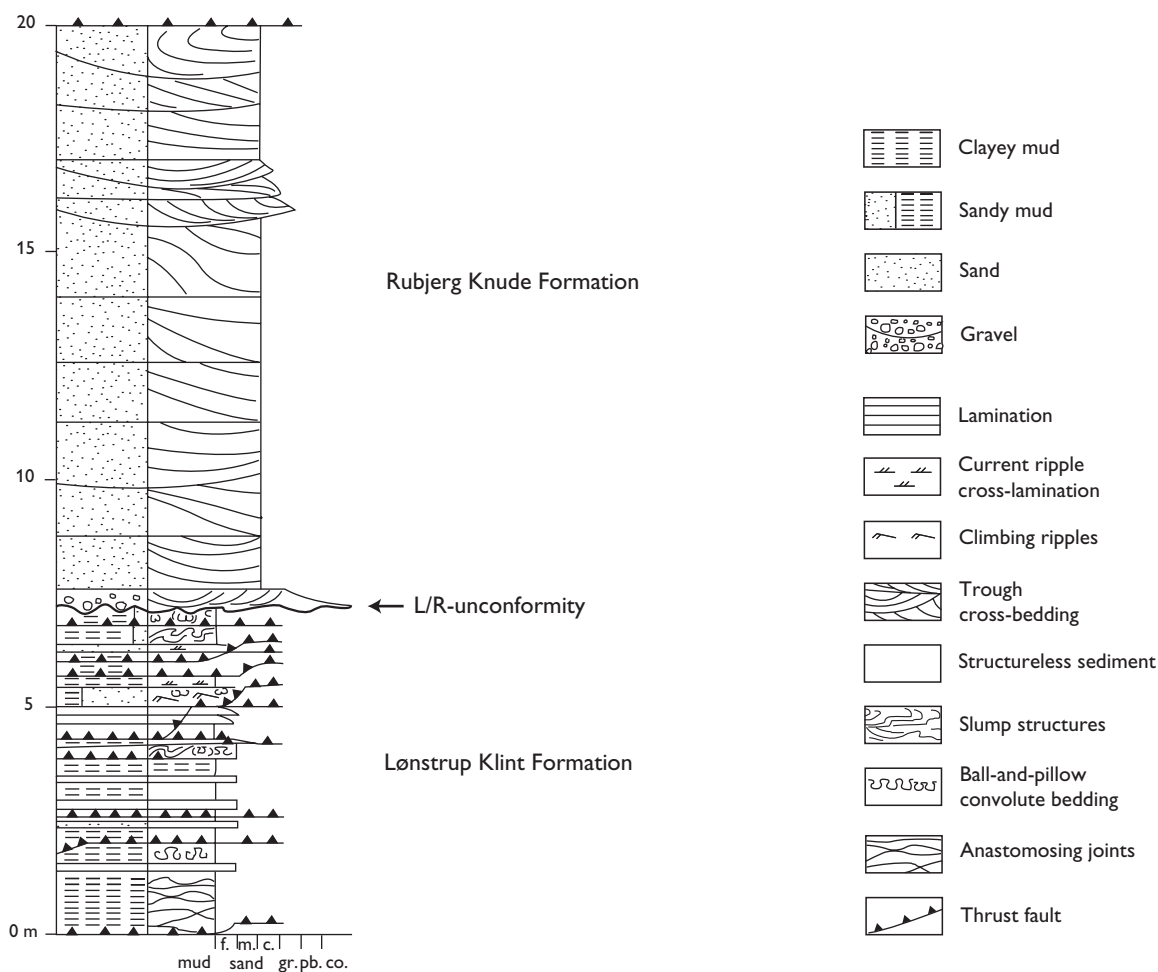 20
15
10
5
0 m
Rubjerg Knude Formation
L/R-unconformity
Lønstrup Klint Formation
f. m. c.
mud sand gr. pb. co.
Clayey mud
Sandy mud
Sand
Gravel
Lamination
Current ripple
cross-lamination
Climbing ripples
Trough
cross-bedding
Structureless sediment
Slump structures
Ball-and-pillow
convolute bedding
Anastomosing joints
Thrust fault